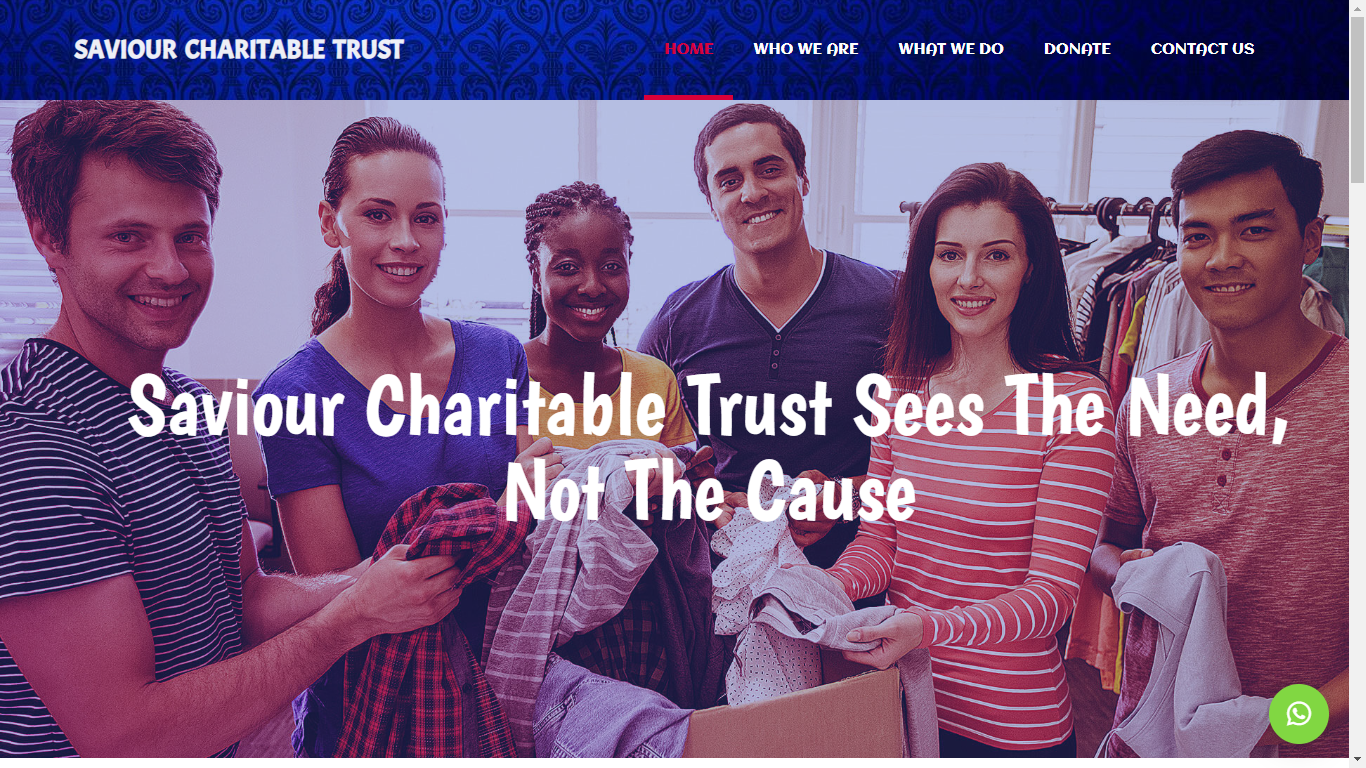 SAVIOUR CHARITABLE TRUST
HOME WHO WE ARE WHAT WE DO DONATE CONTACT US
Saviour Charitable Trust Sees The Need,
Not The Cause